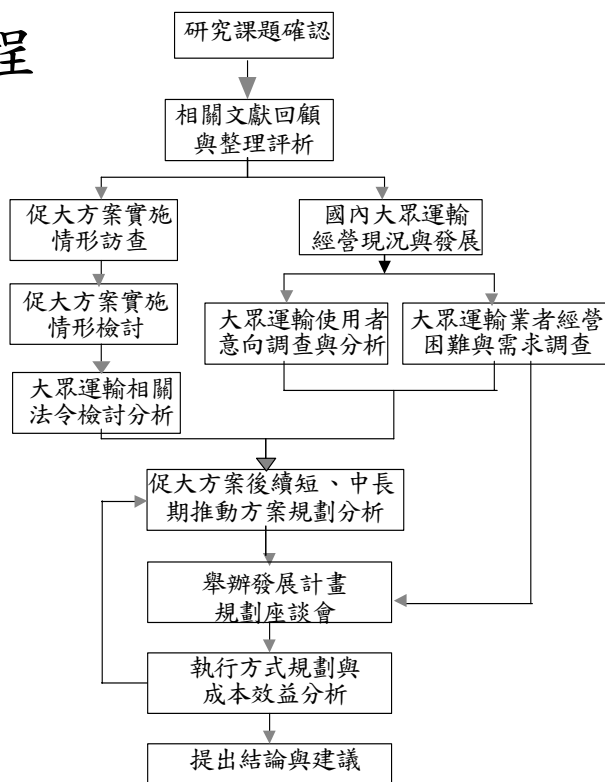 程
研究課題確認
相關文獻回顧
與整理評析
促大方案實施
情形訪查
國內大眾運輸
經營現況與發展
促大方案實施
情形檢討
大眾運輸使用者
意向調查與分析
大眾運輸業者經營
困難與需求調查
大眾運輸相關
法令檢討分析
促大方案後續短、中長
期推動方案規劃分析
舉辦發展計畫
規劃座談會
執行方式規劃與
成本效益分析
提出結論與建議